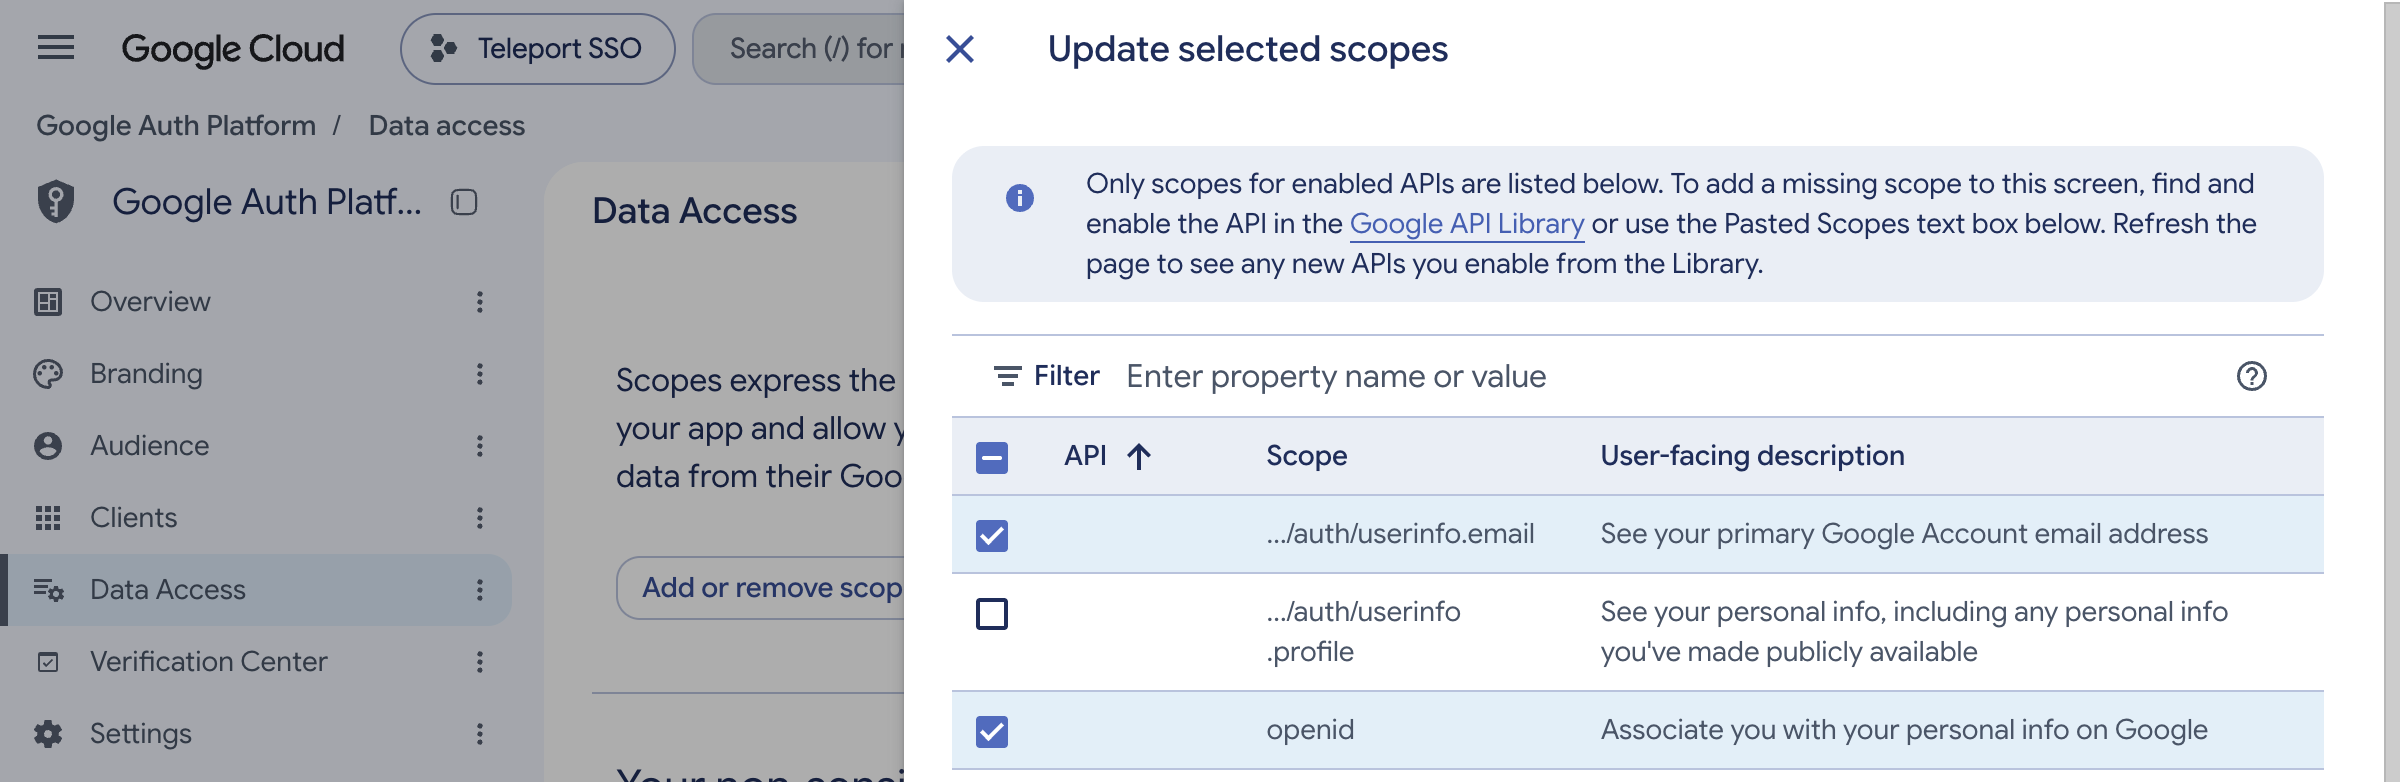 Google Cloud
Teleport SSO
Search (/) for
Google Auth Platform / Data access
Google Auth Platf...
Overview
Branding
Audience
Clients
Data Access
Verification Center
Settings
Data Access
Scopes express the
your app and allow y
data from their Goo
Add or remove scop
Update selected scopes
Only scopes for enabled APIs are listed below. To add a missing scope to this screen, find and
enable the API in the Google API Library or use the Pasted Scopes text box below. Refresh the
page to see any new APIs you enable from the Library.
Filter Enter property name or value
API Scope User-facing description
.../auth/userinfo.email See your primary Google Account email address
.../auth/userinfo See your personal info, including any personal info
.profile you've made publicly available
openid Associate you with your personal info on Google